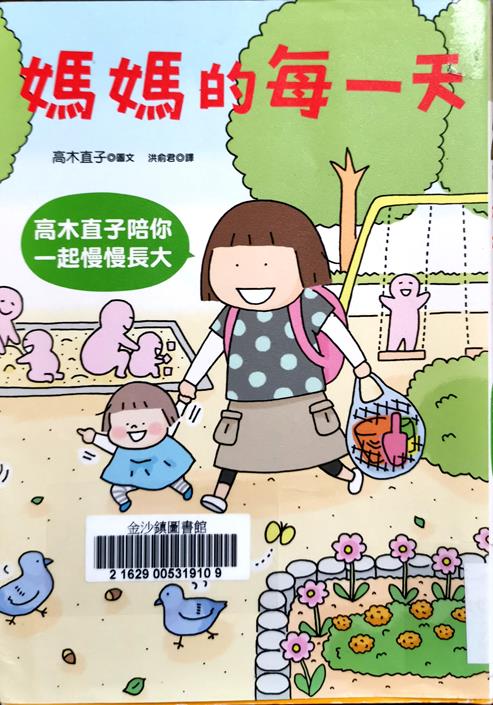 媽媽的每一天
高木直子◎圖文 洪俞君◎譯
高木直子陪你
一起慢慢長大
金沙鎮圖書館
2 1629 00531910 9